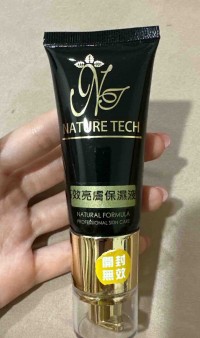 NATURE TECH
效亮膚保濕液
NATURAL FORMULA
PROFESSIONAL SKIN CARE
開封
無效